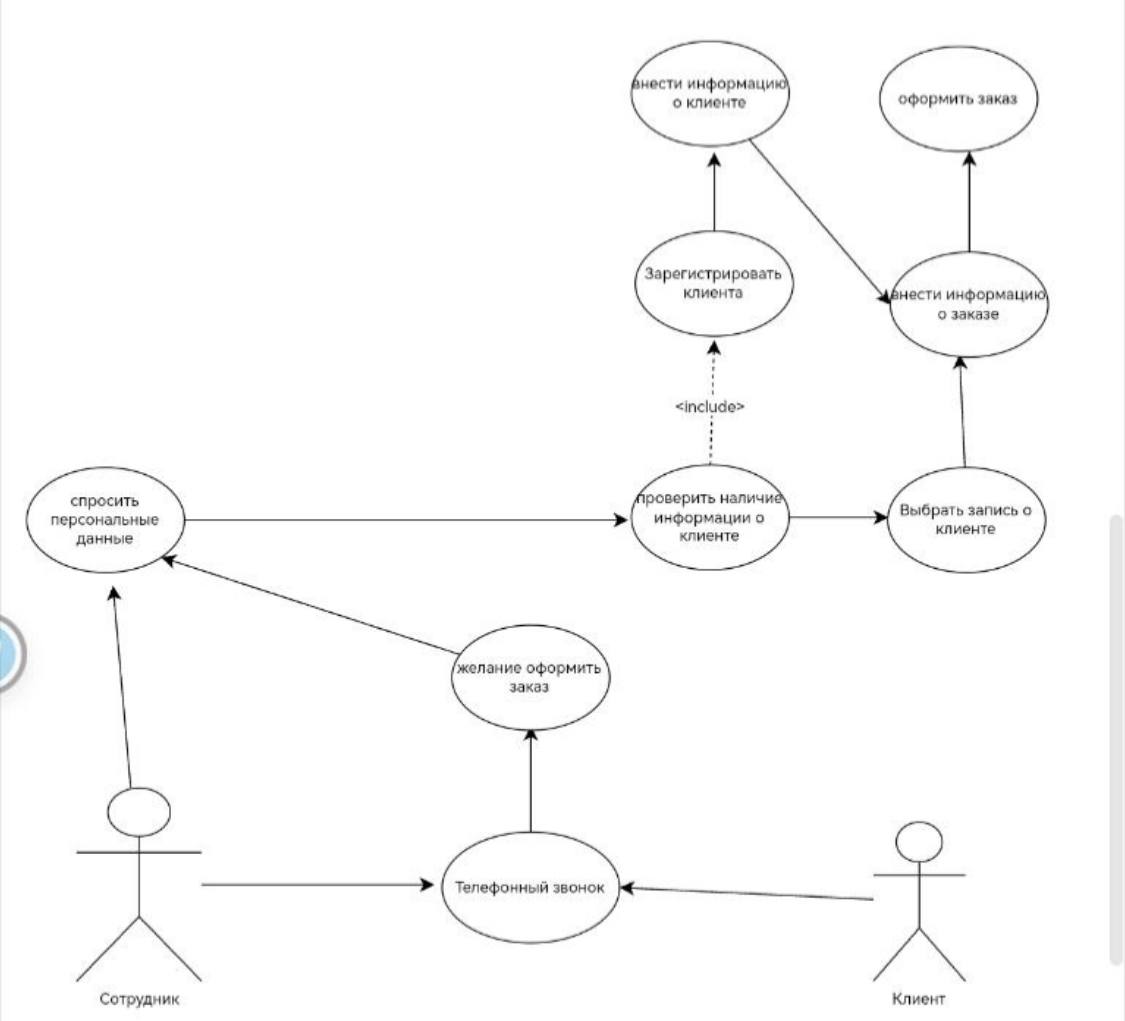 внести информацию
о клиенте
оформить заказ
Зарегистрировать
клиента
внести информацию
о заказе
<include>
спросить
персональные
данные
проверить наличие
информации о
клиенте
Выбрать запись о
клиенте
желание оформить
заказ
Телефонный звонок
Сотрудник
Клиент